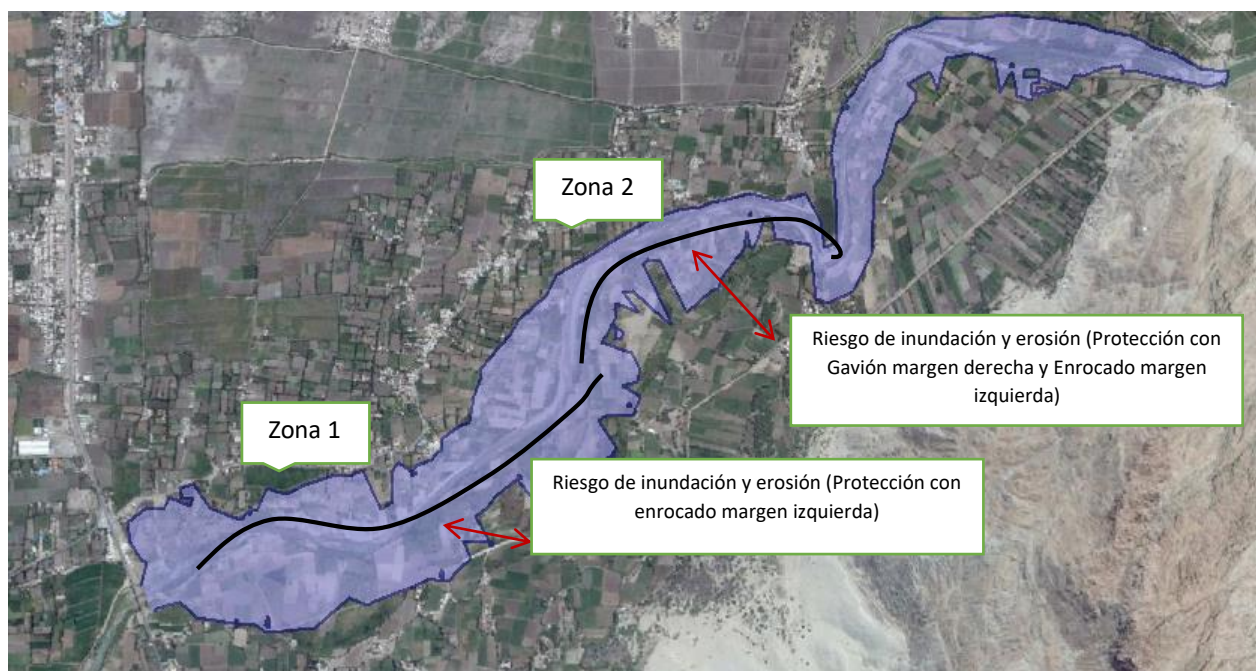 Zona 2
Riesgo de inundación y erosión (Protección con
Gavión margen derecha y Enrocado margen
izquierda)
Zona 1
Riesgo de inundación y erosión (Protección con
enrocado margen izquierda)